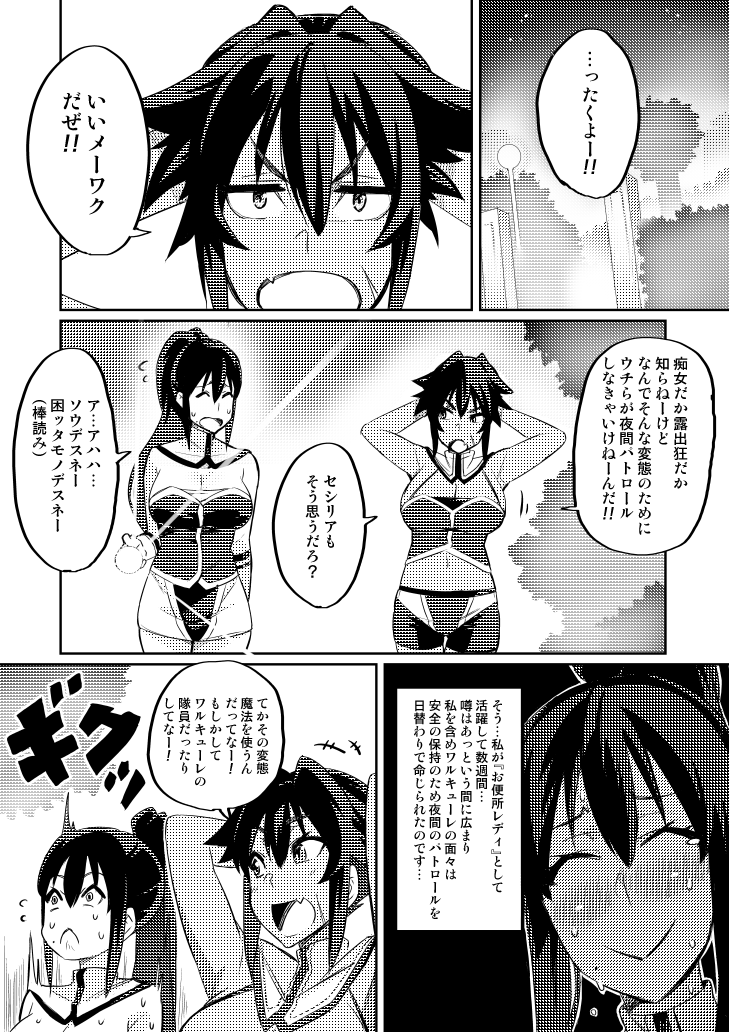 …ったくよー!!
いいメーワク
だぜ!!
痴女だか露出狂だか
知らねーけど
なんでそんな変態のために
ウチらが夜間パトロール
しなきゃいけねーんだ!!
セシリアも
そう思うだろ?
ア…アハハ…
ソウデスネー
困ッタモノデスネー
(棒読み)
そう…私が『お便所レディ』として
活躍して数週間…
噂はあっという間に広まり
私を含めワルキューレの面々は
安全の保持のため夜間のパトロールを
日替わりで命じられたのです…
てかその変態
魔法を使うん
だってなー!
もしかして
ワルキューレの
隊員だったり
してなー!
ギクッ